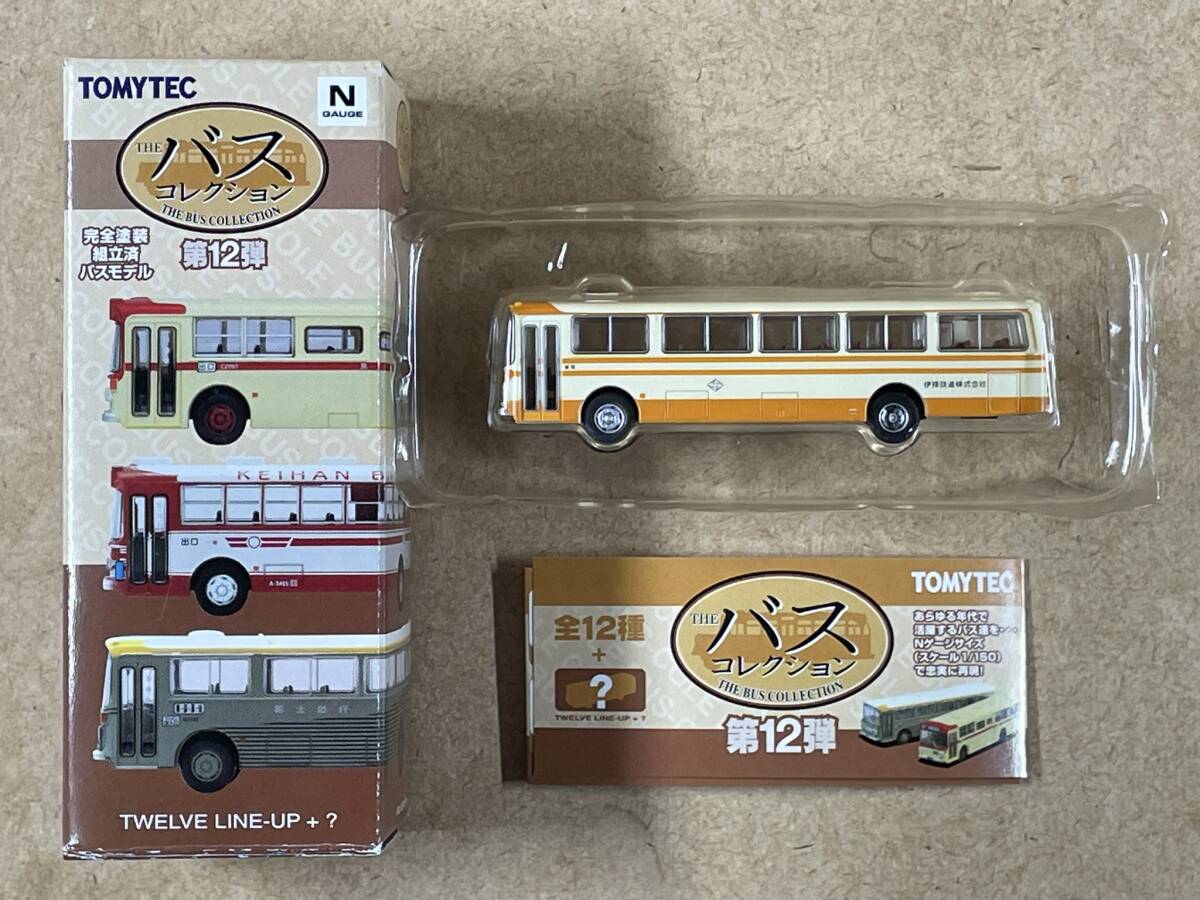 TOMYTEC
N
GAUGE
THE
バス
コレクション
THE BUS COLLECTION
完全塗装
組立済
バスモデル
第12弾
出口
KEIHAN B
出口
A-3465
TWELVE LINE-UP + ?
伊豫鉄道株式会社
TOMYTEC
全12種
+
?
TWELVE LINE-UP + ?
THE
バス
コレクション
THE BUS COLLECTION
第12弾
あらゆる年代で
活躍するバス達を・・・
Nゲージサイズ
(スケール1/150)
で忠実に再現!